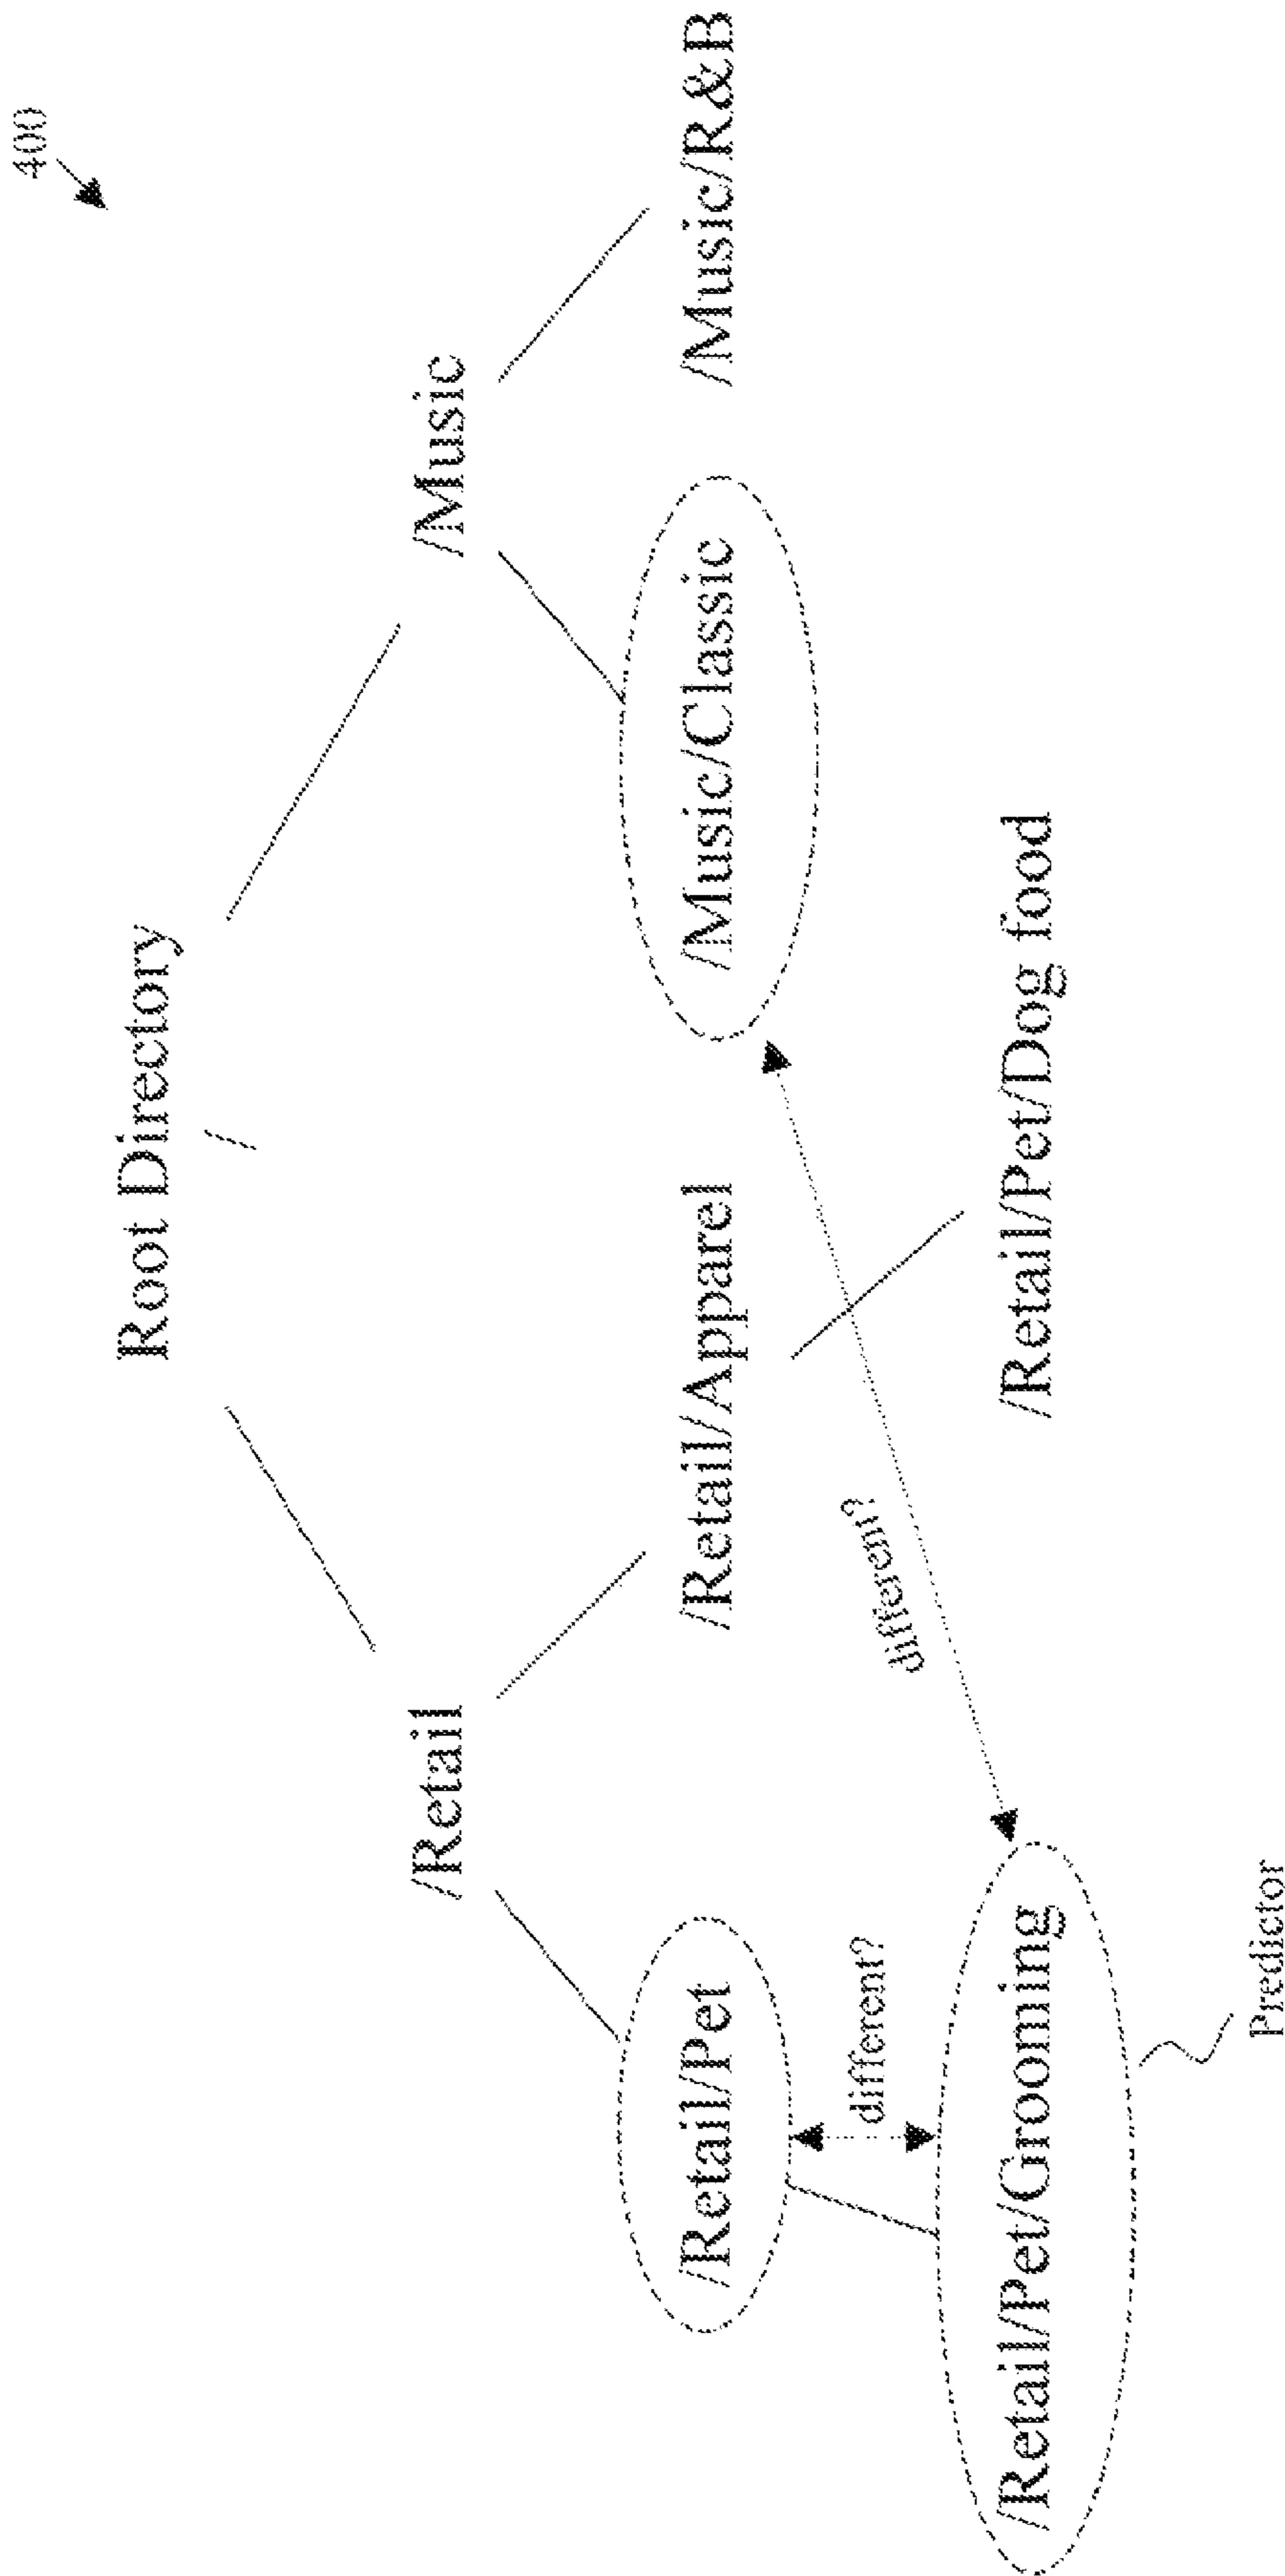 400
Root Directory
/Retail
/Music
/Retail/Pet
/Retail/Apparel
/Music/Classic
/Music/R&B
different?
different?
/Retail/Pet/Grooming
/Retail/Pet/Dog food
Predictor